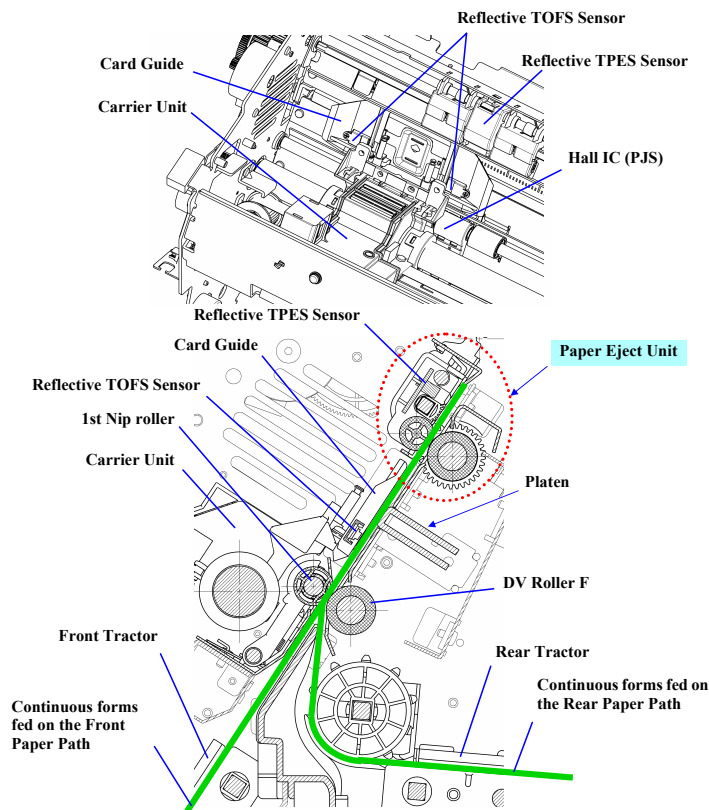 Reflective TOFS Sensor
Card Guide
Reflective TPES Sensor
Carrier Unit
Hall IC (PJS)
Reflective TPES Sensor
Card Guide
Paper Eject Unit
Reflective TOFS Sensor
1st Nip roller
Carrier Unit
Platen
DV Roller F
Front Tractor
Rear Tractor
Continuous forms fed on
the Rear Paper Path
Continuous forms
fed on the Front
Paper Path